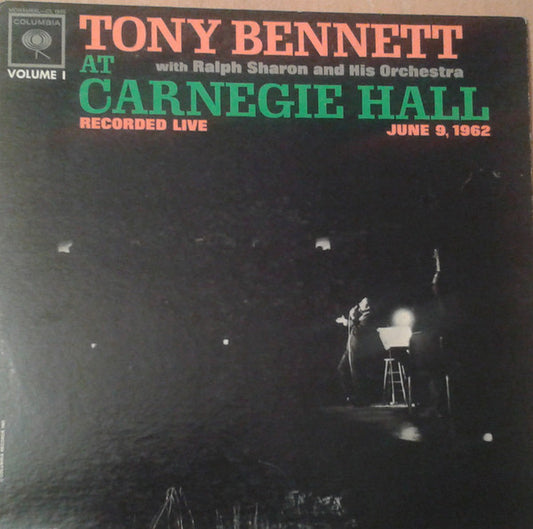 COLUMBIA
VOLUME I
TONY BENNETT
AT with Ralph Sharon and His Orchestra
CARNEGIE HALL
RECORDED LIVE JUNE 9, 1962